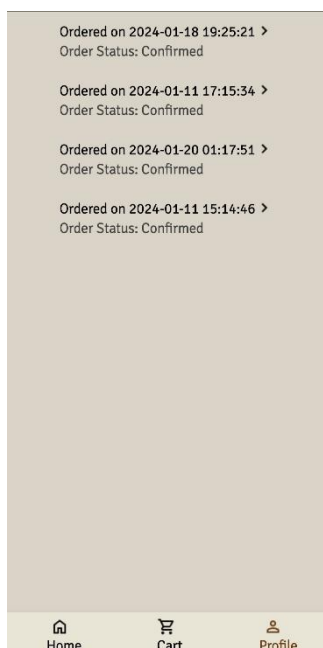 Ordered on 2024-01-18 19:25:21
Order Status: Confirmed
Ordered on 2024-01-11 17:15:34
Order Status: Confirmed
Ordered on 2024-01-20 01:17:51
Order Status: Confirmed
Ordered on 2024-01-11 15:14:46
Order Status: Confirmed
Home Cart Profile